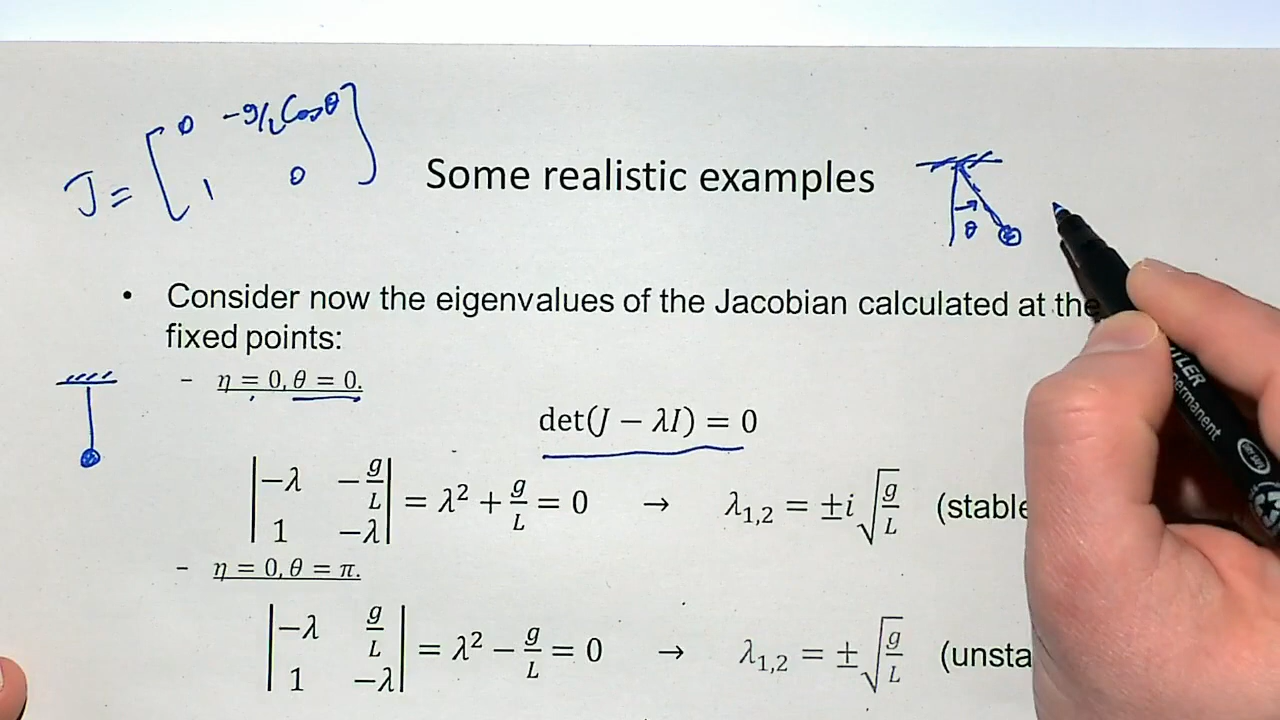 J = [ 0 -g/L Cosθ
1 0 ]
Some realistic examples
θ
• Consider now the eigenvalues of the Jacobian calculated at the
fixed points:
– η = 0, θ = 0.
det(J − λI) = 0
|−λ −g/L; 1 −λ| = λ² + g/L = 0 → λ₁,₂ = ±i√(g/L) (stable
– η = 0, θ = π.
|−λ g/L; 1 −λ| = λ² − g/L = 0 → λ₁,₂ = ±√(g/L) (unsta
permanent